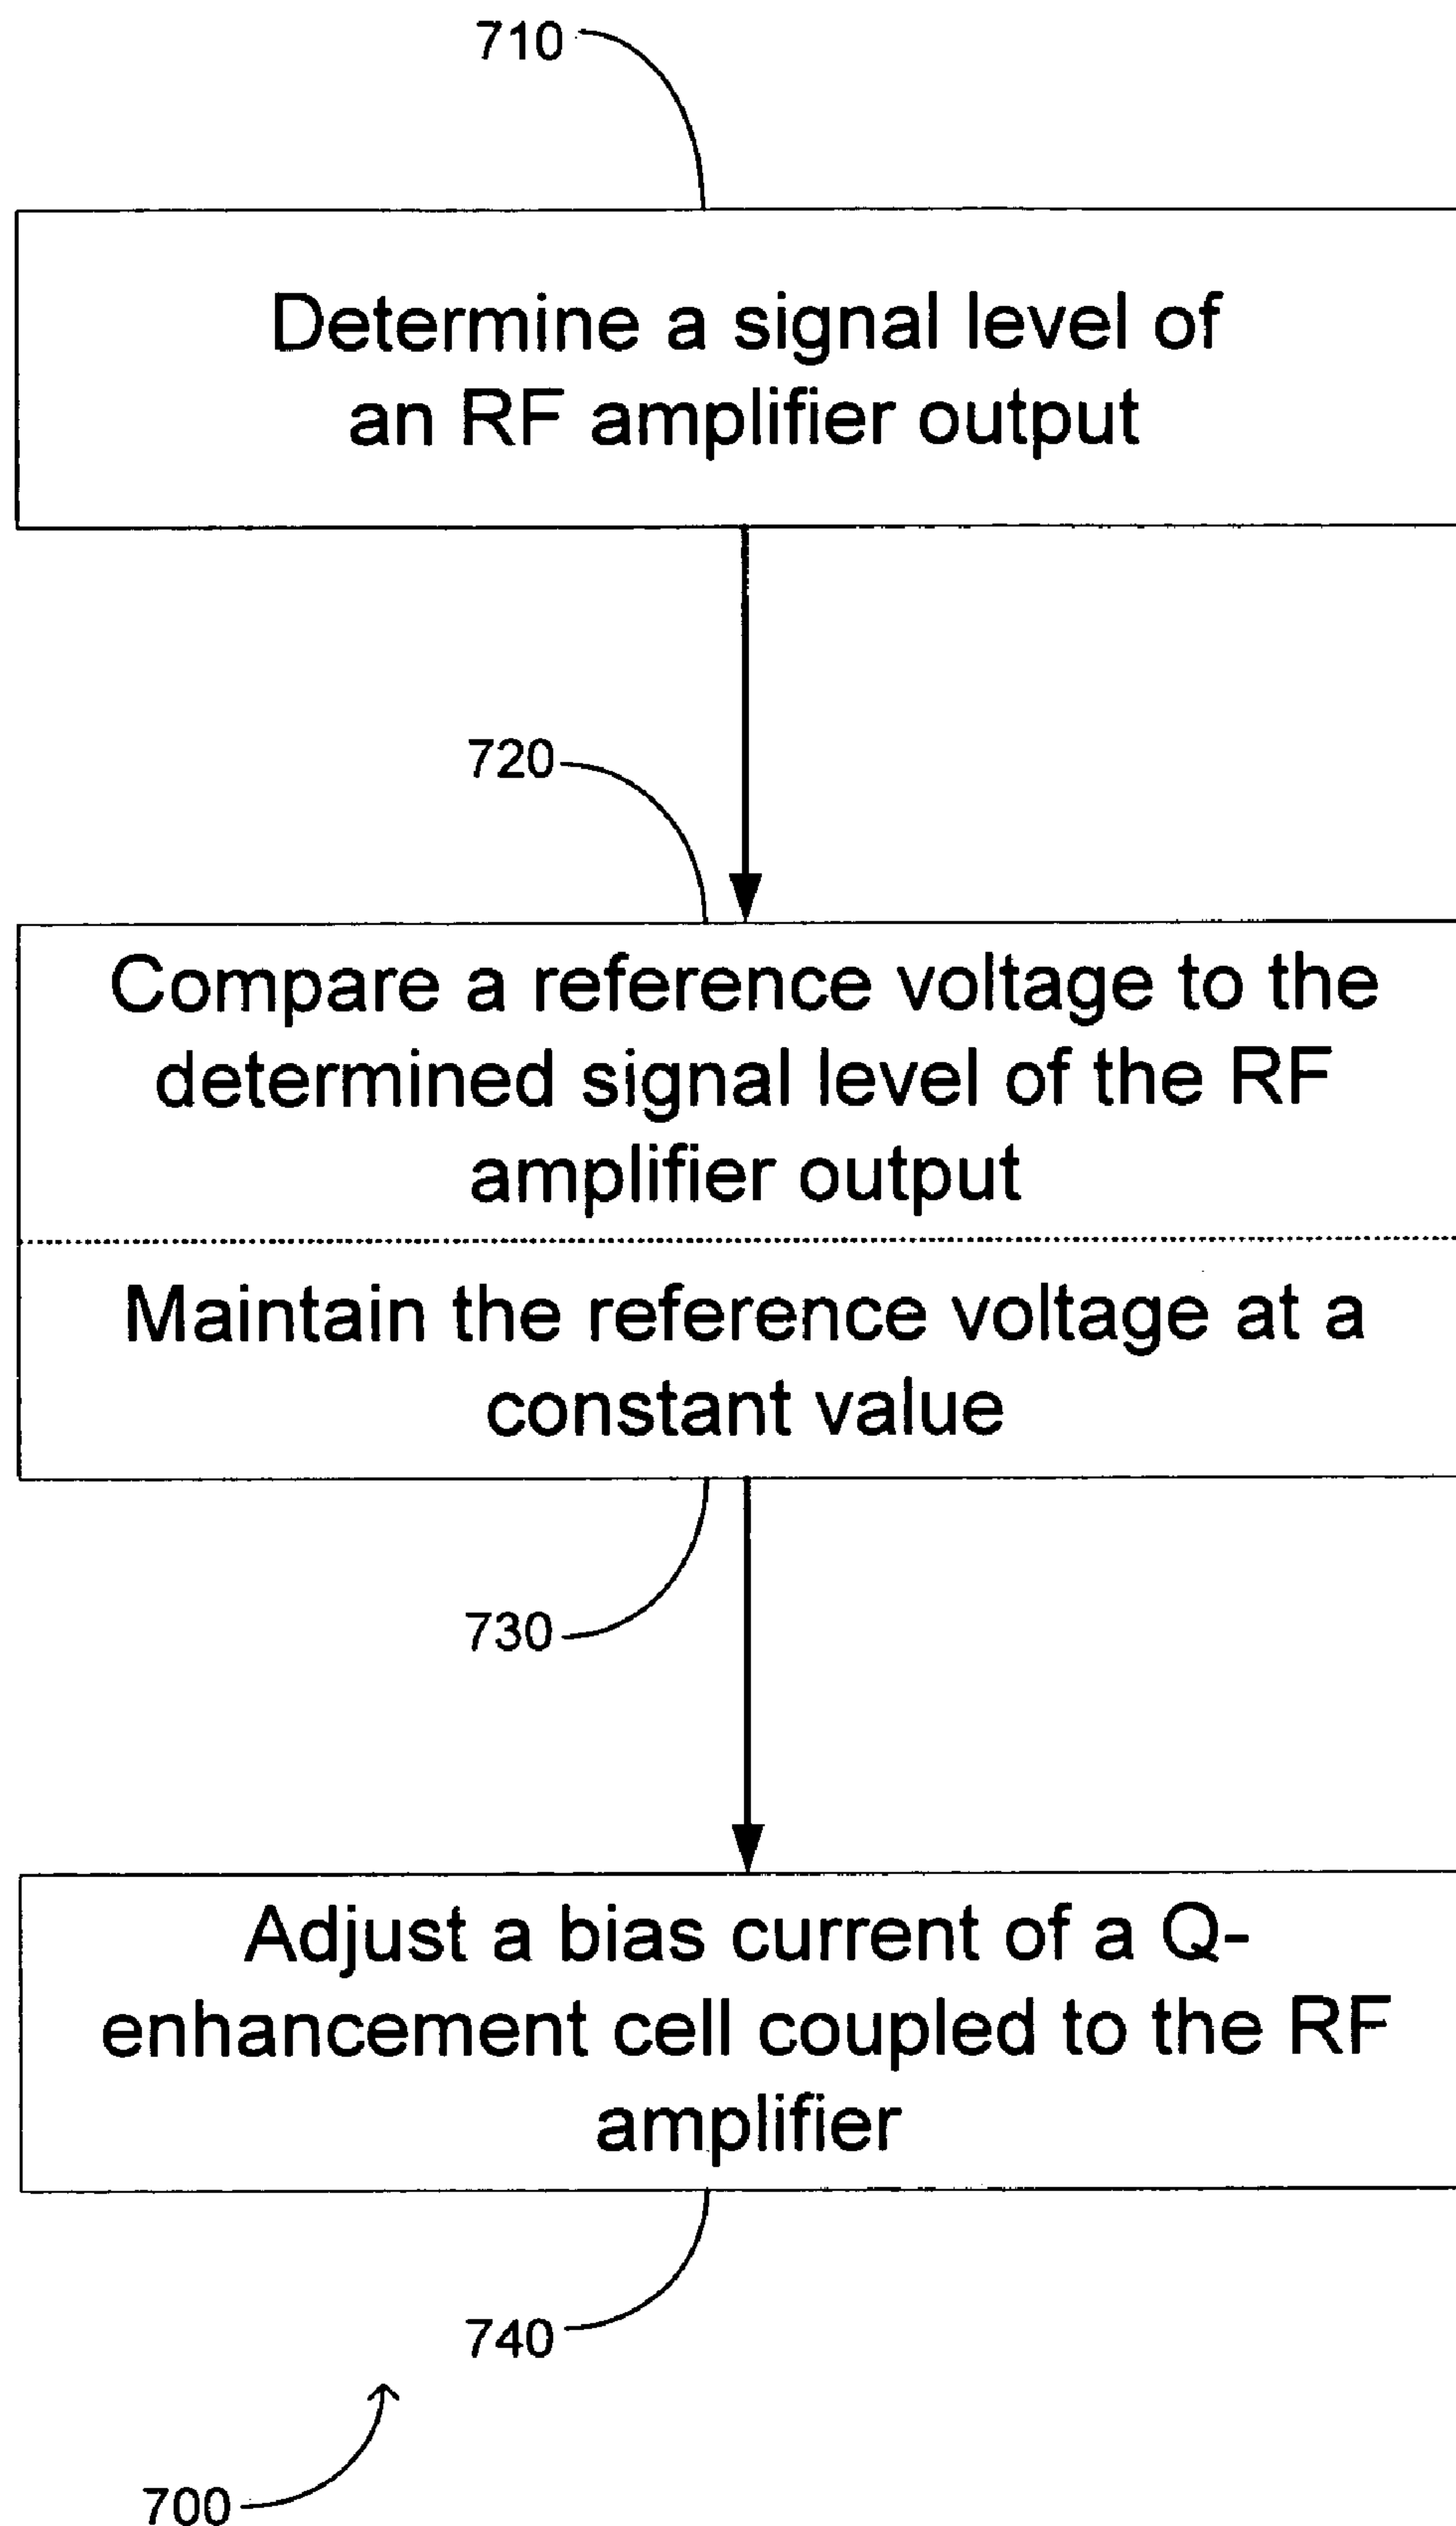 710
Determine a signal level of
an RF amplifier output
720
Compare a reference voltage to the
determined signal level of the RF
amplifier output
Maintain the reference voltage at a
constant value
730
Adjust a bias current of a Q-
enhancement cell coupled to the RF
amplifier
740
700